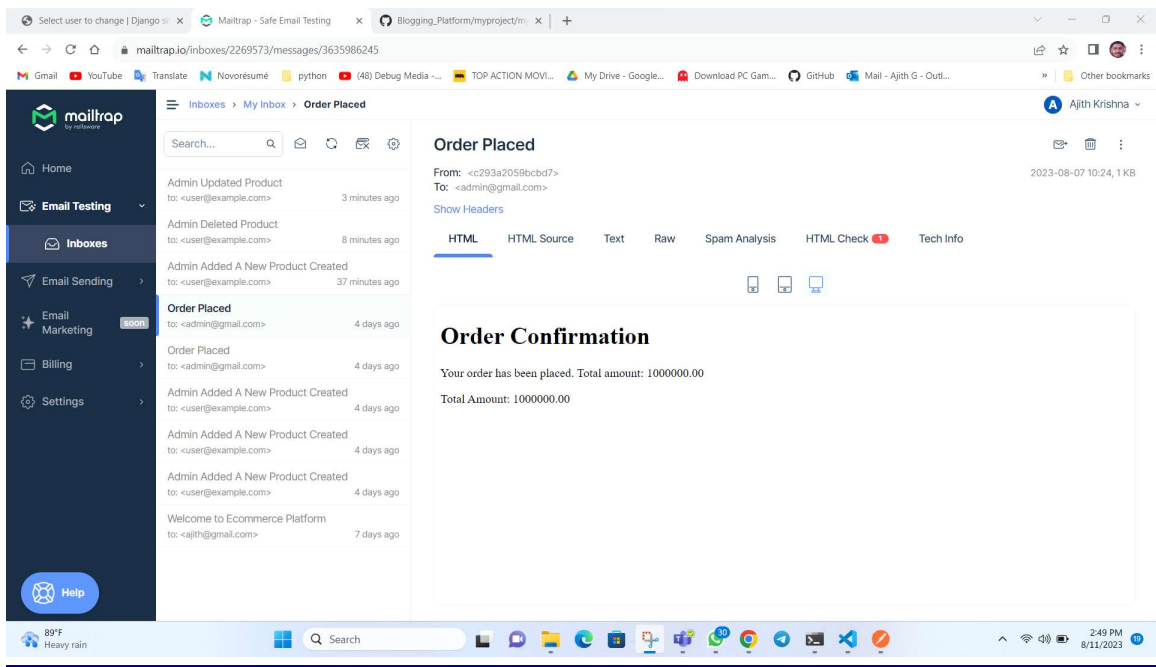 Select user to change | Djang
Mailtrap - Safe Email Testing
Blogging_Platform/myproject/m
mailtrap.io/inboxes/2269573/messages/3635986245
Gmail
YouTube
Translate
Novorésumé
python
(48) Debug Media -...
TOP ACTION MOVI...
My Drive - Google...
Download PC Gam...
GitHub
Mail - Ajith G - Outl...
»
Other bookmarks
mailtrap
by railsware
Inboxes > My Inbox > Order Placed
A Ajith Krishna
Home
Email Testing
Inboxes
Email Sending
Email
Marketing
soon
Billing
Settings
Help
Search...
Admin Updated Product
to: <user@example.com> 3 minutes ago
Admin Deleted Product
to: <user@example.com> 8 minutes ago
Admin Added A New Product Created
to: <user@example.com> 37 minutes ago
Order Placed
to: <admin@gmail.com> 4 days ago
Order Placed
to: <admin@gmail.com> 4 days ago
Admin Added A New Product Created
to: <user@example.com> 4 days ago
Admin Added A New Product Created
to: <user@example.com> 4 days ago
Admin Added A New Product Created
to: <user@example.com> 4 days ago
Welcome to Ecommerce Platform
to: <ajith@gmail.com> 7 days ago
Order Placed
From: <c293a2059bcbd7>
2023-08-07 10:24, 1 KB
To: <admin@gmail.com>
Show Headers
HTML
HTML Source
Text
Raw
Spam Analysis
HTML Check 1
Tech Info
Order Confirmation
Your order has been placed. Total amount: 1000000.00
Total Amount: 1000000.00
89°F
Heavy rain
Search
30
2:49 PM
8/11/2023
19